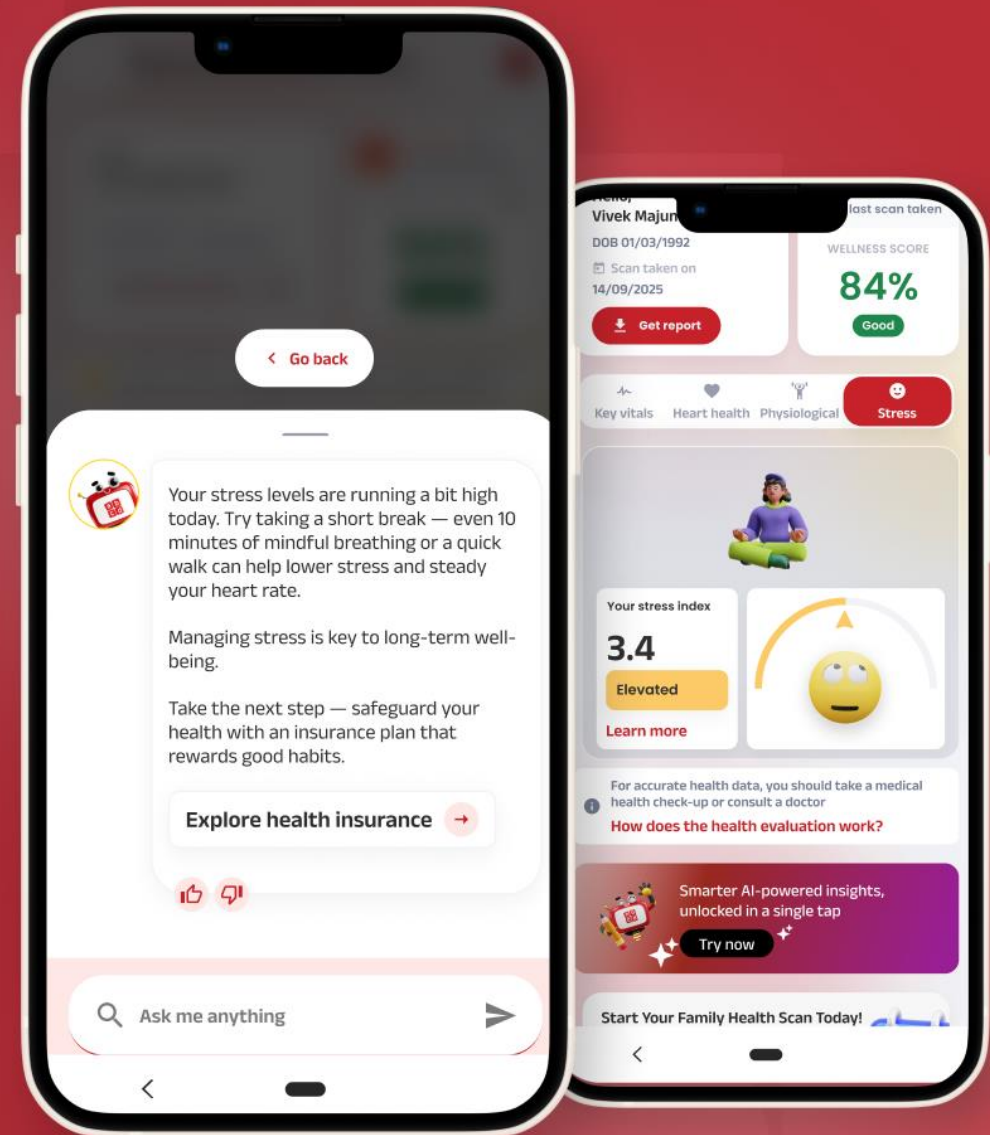 Go back
Your stress levels are running a bit high
today. Try taking a short break — even 10
minutes of mindful breathing or a quick
walk can help lower stress and steady
your heart rate.
Managing stress is key to long-term well-
being.
Take the next step — safeguard your
health with an insurance plan that
rewards good habits.
Explore health insurance
Ask me anything
Hello,
Vivek Majum
DOB 01/03/1992
Scan taken on
14/09/2025
Get report
last scan taken
WELLNESS SCORE
84%
Good
Key vitals
Heart health
Physiological
Stress
Your stress index
3.4
Elevated
Learn more
For accurate health data, you should take a medical
health check-up or consult a doctor
How does the health evaluation work?
Smarter AI-powered insights,
unlocked in a single tap
Try now
Start Your Family Health Scan Today!